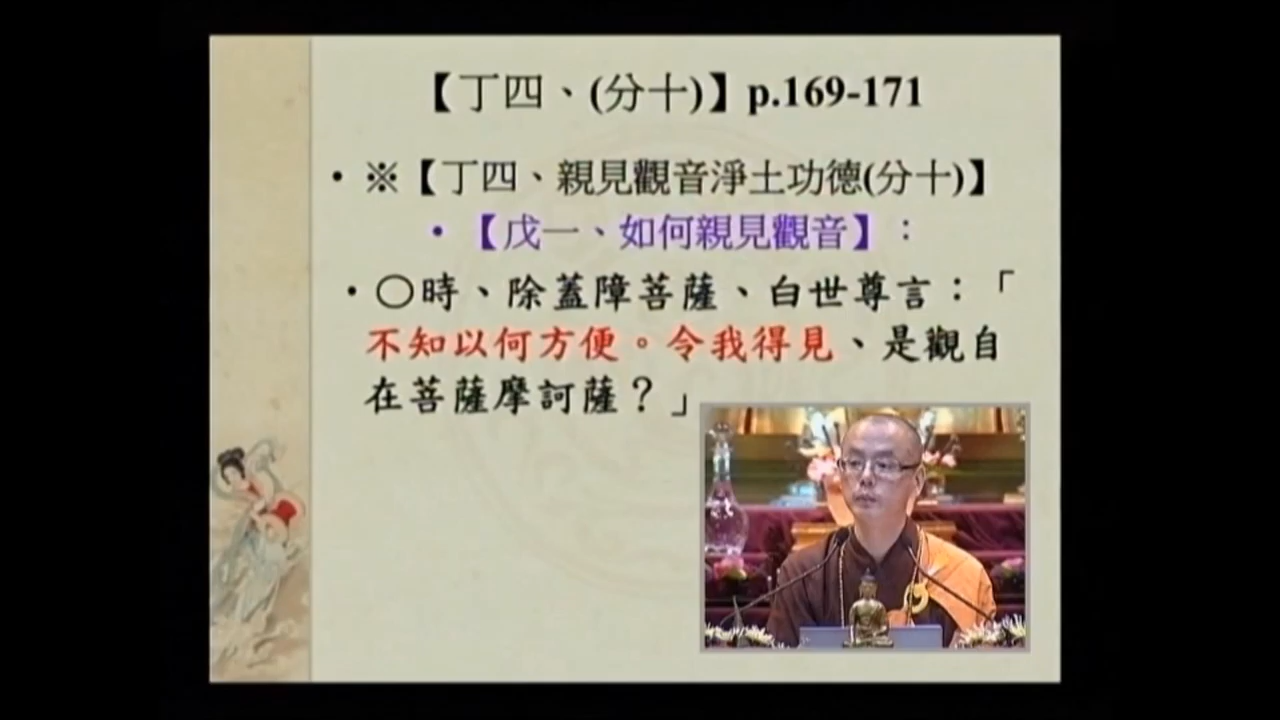 【丁四、(分十)】p.169-171
•※【丁四、親見觀音淨土功德(分十)】
•【戊一、如何親見觀音】：
•○時、除蓋障菩薩、白世尊言：「
不知以何方便。令我得見、是觀自
在菩薩摩訶薩？」